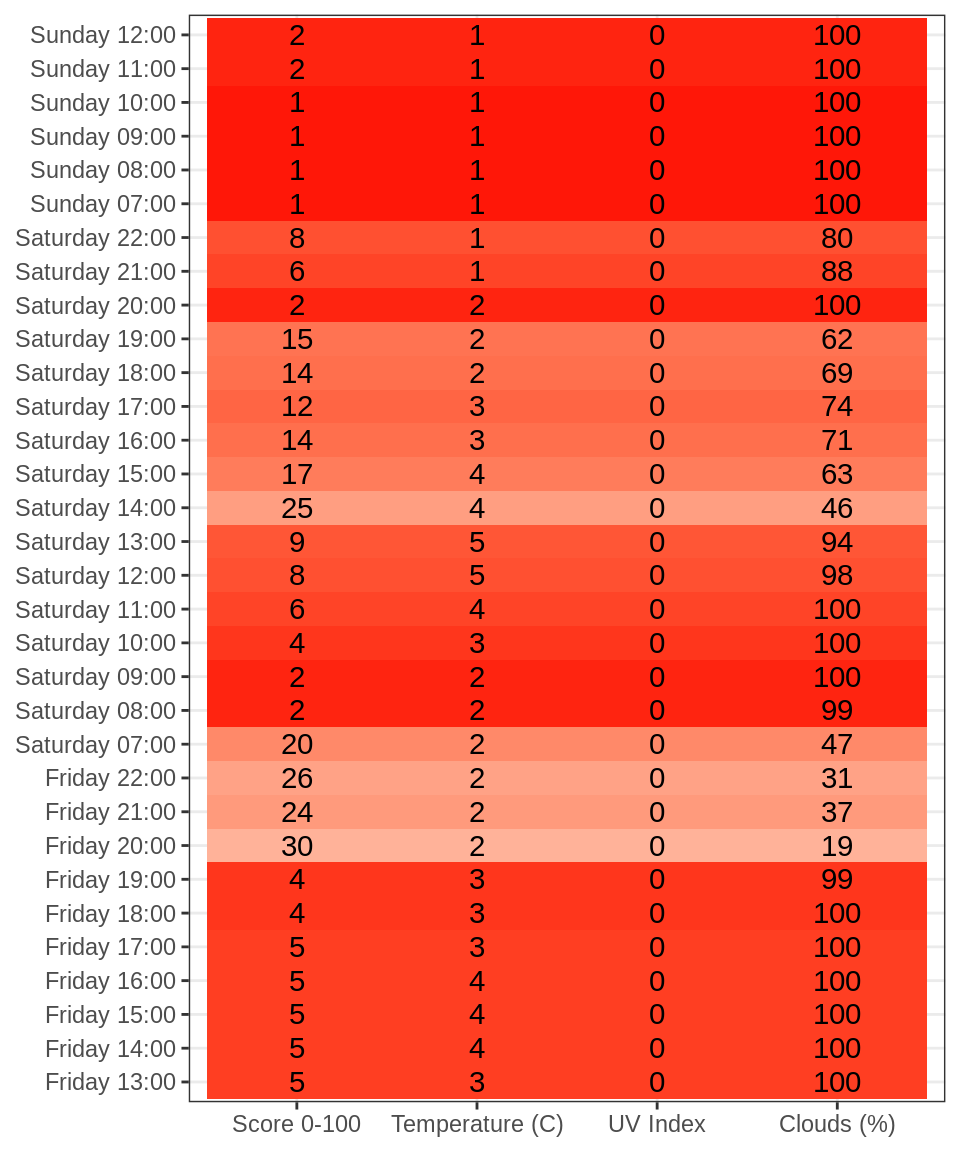 Sunday 12:00 2 1 0 100
Sunday 11:00 2 1 0 100
Sunday 10:00 1 1 0 100
Sunday 09:00 1 1 0 100
Sunday 08:00 1 1 0 100
Sunday 07:00 1 1 0 100
Saturday 22:00 8 1 0 80
Saturday 21:00 6 1 0 88
Saturday 20:00 2 2 0 100
Saturday 19:00 15 2 0 62
Saturday 18:00 14 2 0 69
Saturday 17:00 12 3 0 74
Saturday 16:00 14 3 0 71
Saturday 15:00 17 4 0 63
Saturday 14:00 25 4 0 46
Saturday 13:00 9 5 0 94
Saturday 12:00 8 5 0 98
Saturday 11:00 6 4 0 100
Saturday 10:00 4 3 0 100
Saturday 09:00 2 2 0 100
Saturday 08:00 2 2 0 99
Saturday 07:00 20 2 0 47
Friday 22:00 26 2 0 31
Friday 21:00 24 2 0 37
Friday 20:00 30 2 0 19
Friday 19:00 4 3 0 99
Friday 18:00 4 3 0 100
Friday 17:00 5 3 0 100
Friday 16:00 5 4 0 100
Friday 15:00 5 4 0 100
Friday 14:00 5 4 0 100
Friday 13:00 5 3 0 100
Score 0-100 Temperature (C) UV Index Clouds (%)